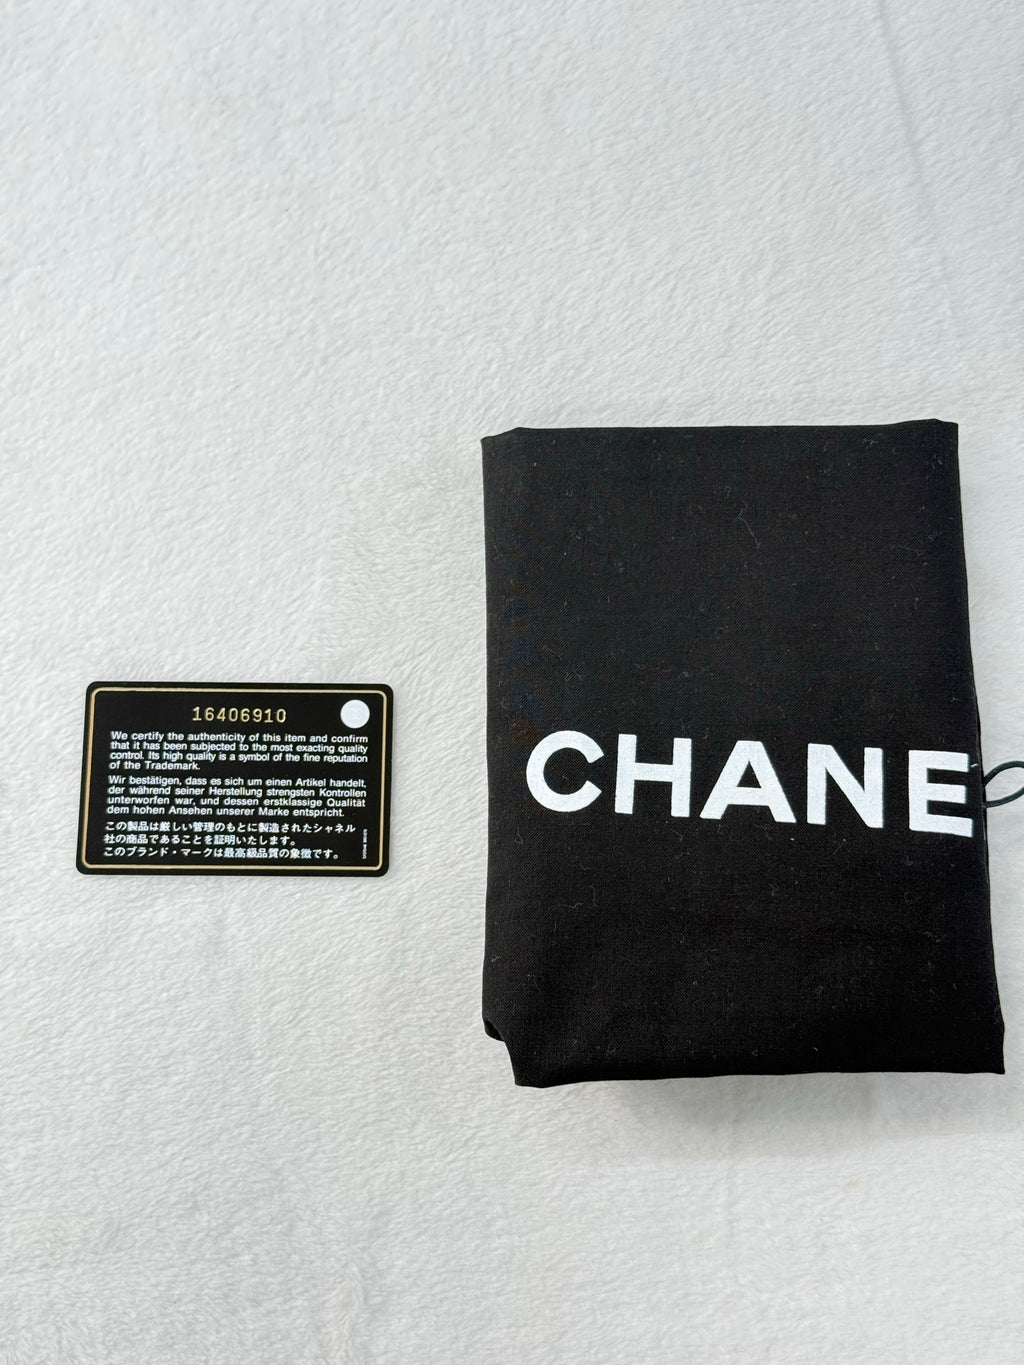 16406910
We certify the authenticity of this item and confirm
that it has been subjected to the most exacting quality
control. Its high quality is a symbol of the fine reputation
of the Trademark.
Wir bestätigen, dass es sich um einen Artikel handelt,
der während seiner Herstellung strengsten Kontrollen
unterworfen war, und dessen erstklassige Qualität
dem hohen Ansehen unserer Marke entspricht.
この製品は厳しい管理のもとに製造されたシャネル
社の商品であることを証明いたします。
このブランド・マークは最高級品質の象徴です。
CHANE